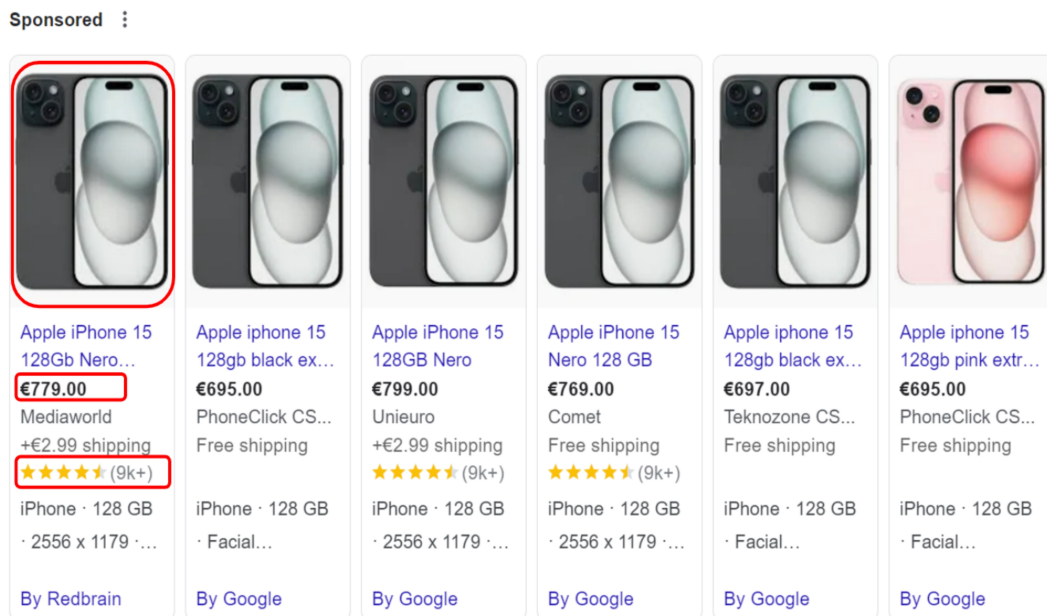 Sponsored
Apple iPhone 15
128Gb Nero...
€779.00
Mediaworld
+€2.99 shipping
(9k+)
iPhone · 128 GB
· 2556 x 1179 ·...
By Redbrain
Apple iphone 15
128gb black ex...
€695.00
PhoneClick CS...
Free shipping
iPhone · 128 GB
· Facial...
By Google
Apple iPhone 15
128GB Nero
€799.00
Unieuro
+€2.99 shipping
(9k+)
iPhone · 128 GB
· 2556 x 1179 ·...
By Google
Apple iPhone 15
Nero 128 GB
€769.00
Comet
Free shipping
(9k+)
iPhone · 128 GB
· 2556 x 1179 ·...
By Google
Apple iphone 15
128gb black ex...
€697.00
Teknozone CS...
Free shipping
iPhone · 128 GB
· Facial...
By Google
Apple iphone 15
128gb pink extr...
€695.00
PhoneClick CS...
Free shipping
iPhone · 128 GB
· Facial...
By Google